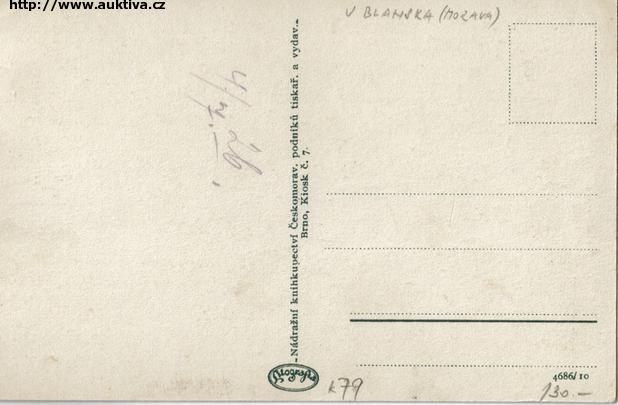 http://www.auktiva.cz
U BLANSKA (MORAVA)
Nádražní knihkupectví Českomorav. podniků tiskař. a vydav.
Brno, Kiosk č. 7.
4686/10
k79
130.-